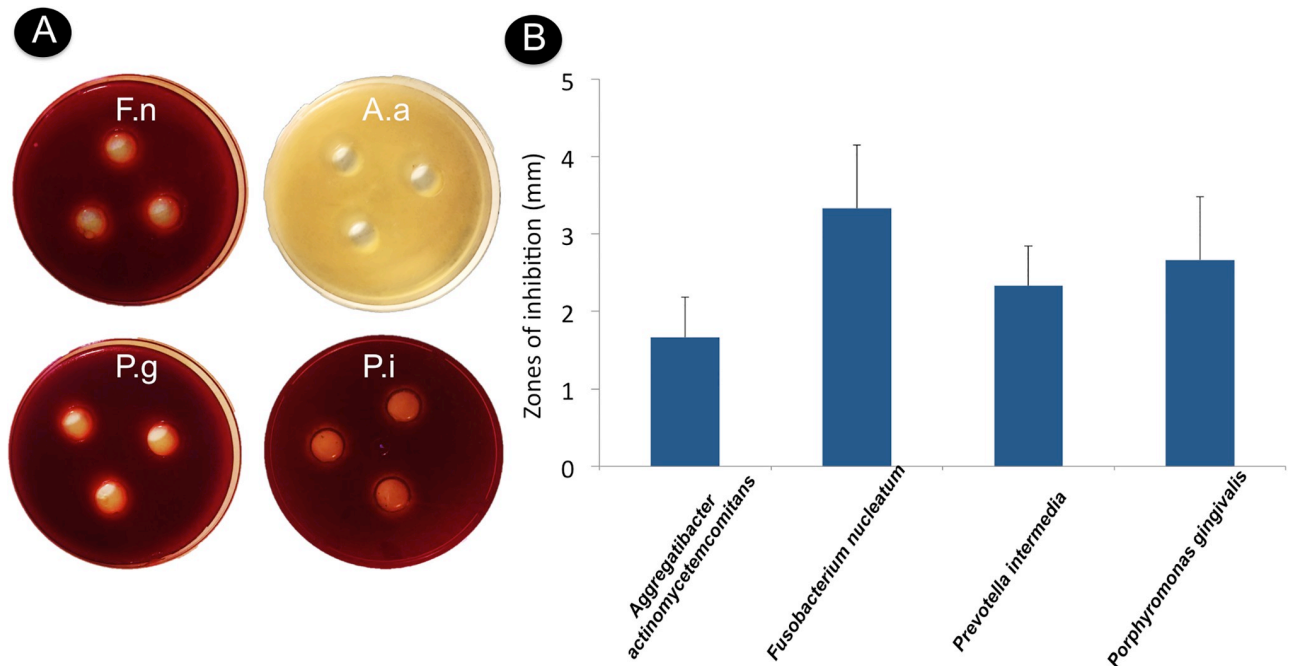 A
F.n
A.a
P.g
P.i
B
Zones of inhibition (mm)
5
4
3
2
1
0
Aggregatibacter
actinomycetemcomitans
Fusobacterium nucleatum
Prevotella intermedia
Porphyromonas gingivalis